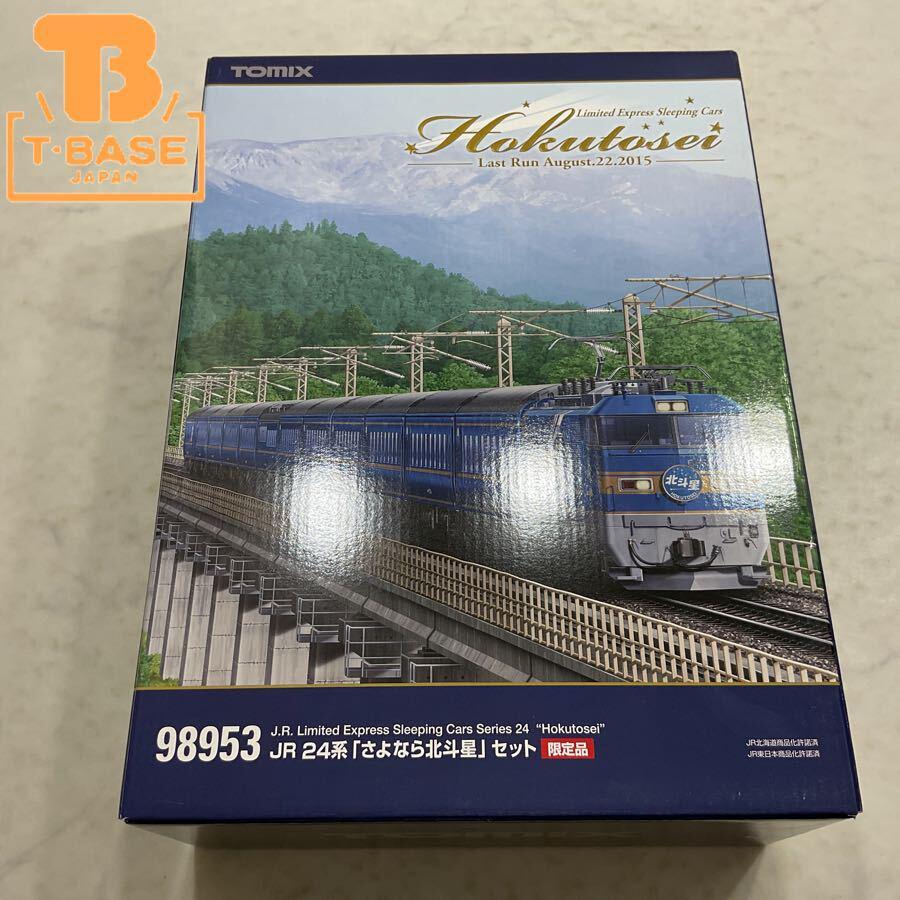 B
T・BASE
JAPAN
TOMIX
Limited Express Sleeping Cars
Hokutosei
Last Run August.22.2015
北斗星
HOKUTOSEI
98953
J.R. Limited Express Sleeping Cars Series 24 “Hokutosei”
JR 24系「さよなら北斗星」セット 限定品
JR北海道商品化許諾済
JR東日本商品化許諾済